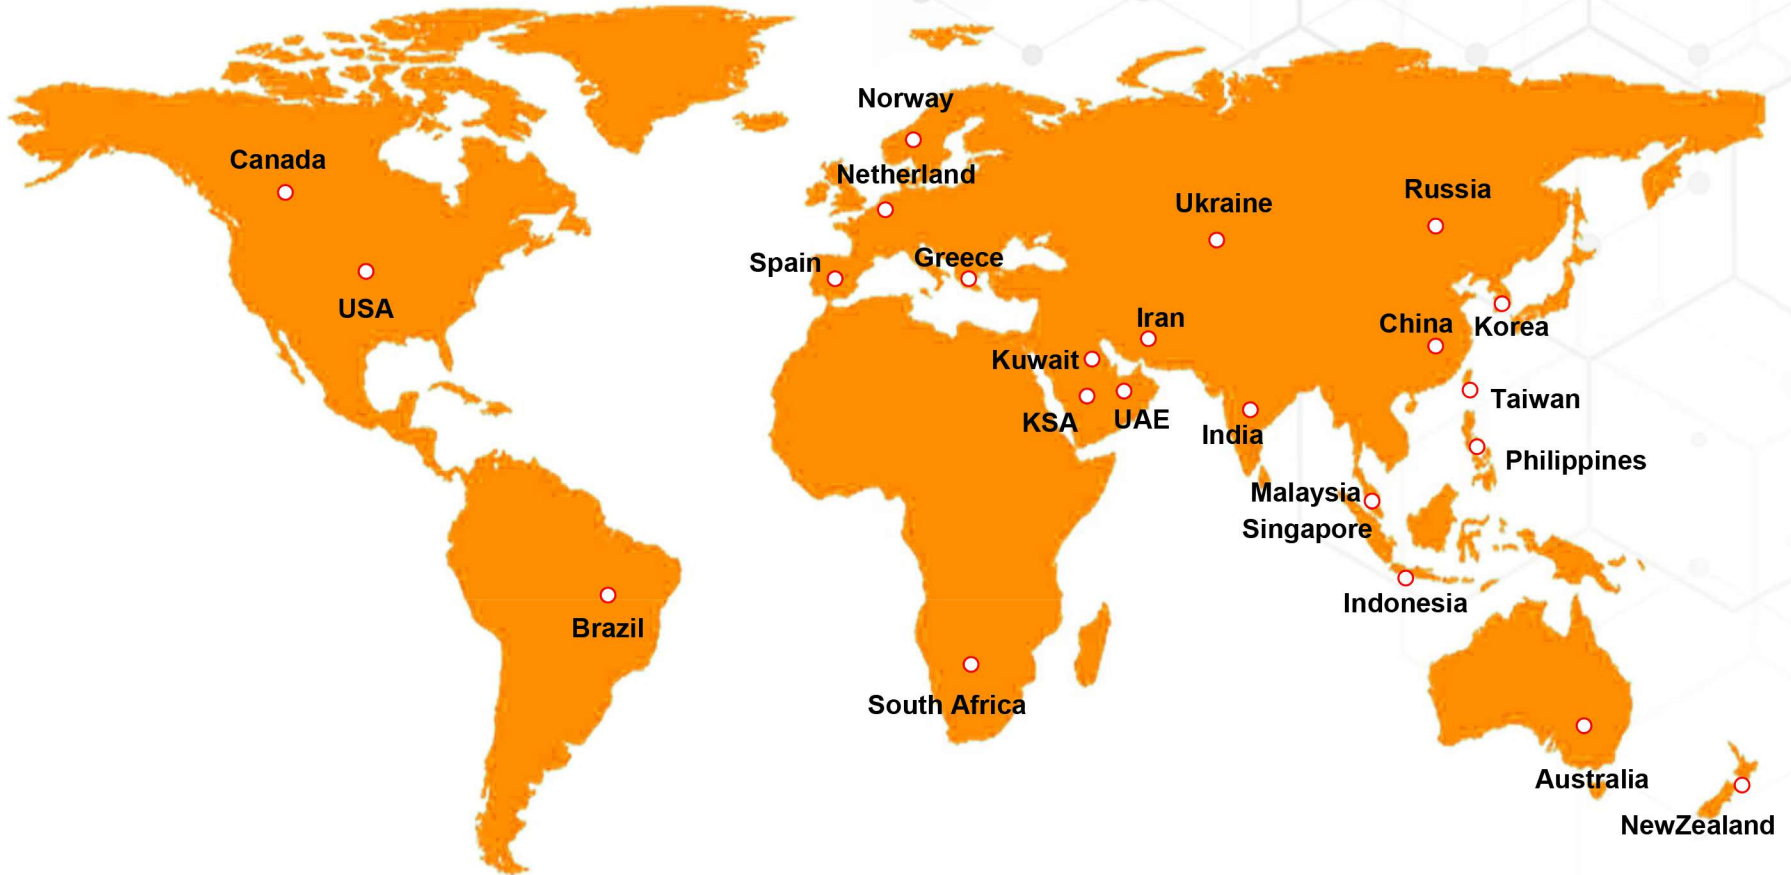 Norway
Canada
Netherland
Russia
Ukraine
Greece
Spain
USA
Iran
China
Korea
Kuwait
Taiwan
KSA
UAE
India
Philippines
Malaysia
Singapore
Indonesia
Brazil
South Africa
Australia
NewZealand